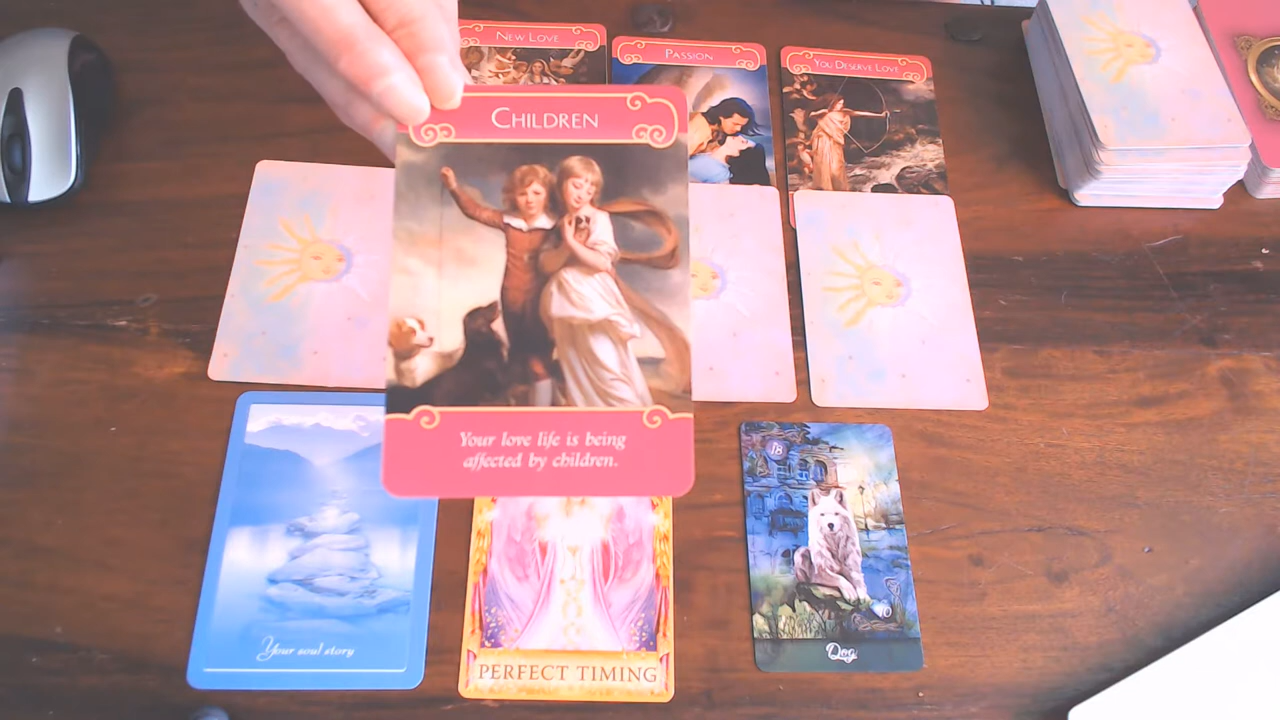 New Love
Passion
You Deserve Love
Children
Your love life is being
affected by children.
18
10
Your soul story
PERFECT TIMING
Dog